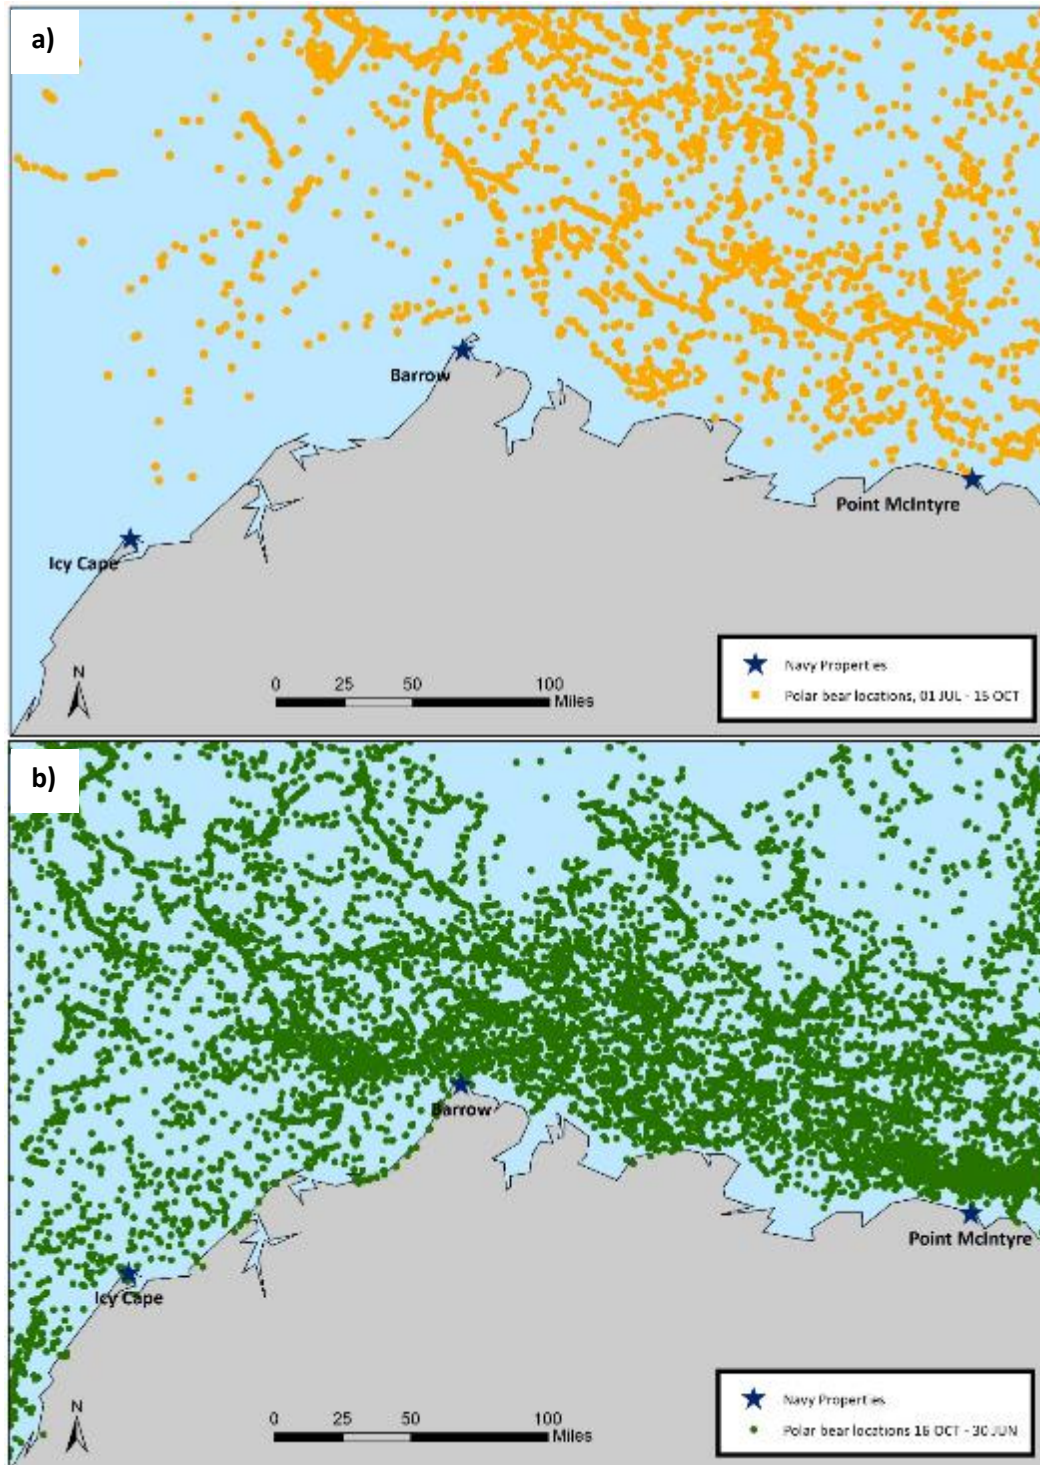 a)
Barrow
Point McIntyre
Icy Cape
N
0 25 50 100
Miles
Navy Properties
Polar bear locations, 01 JUL - 15 OCT
b)
Barrow
Point McIntyre
Icy Cape
N
0 25 50 100
Miles
Navy Properties
Polar bear locations 16 OCT - 30 JUN